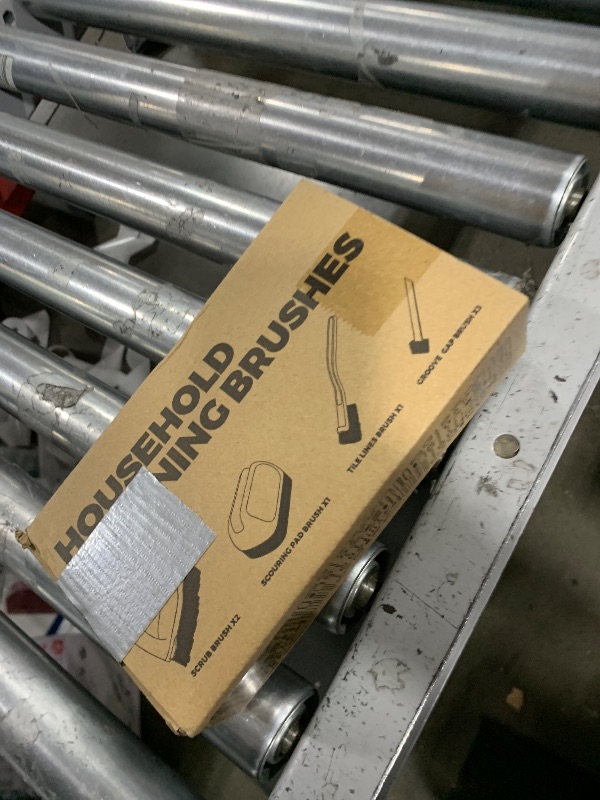 HOUSEHOLD
NING BRUSHES
SCRUB BRUSH X2
SCOURING PAD BRUSH X1
TILE LINES BRUSH X1
GROOVE GAP BRUSH X3